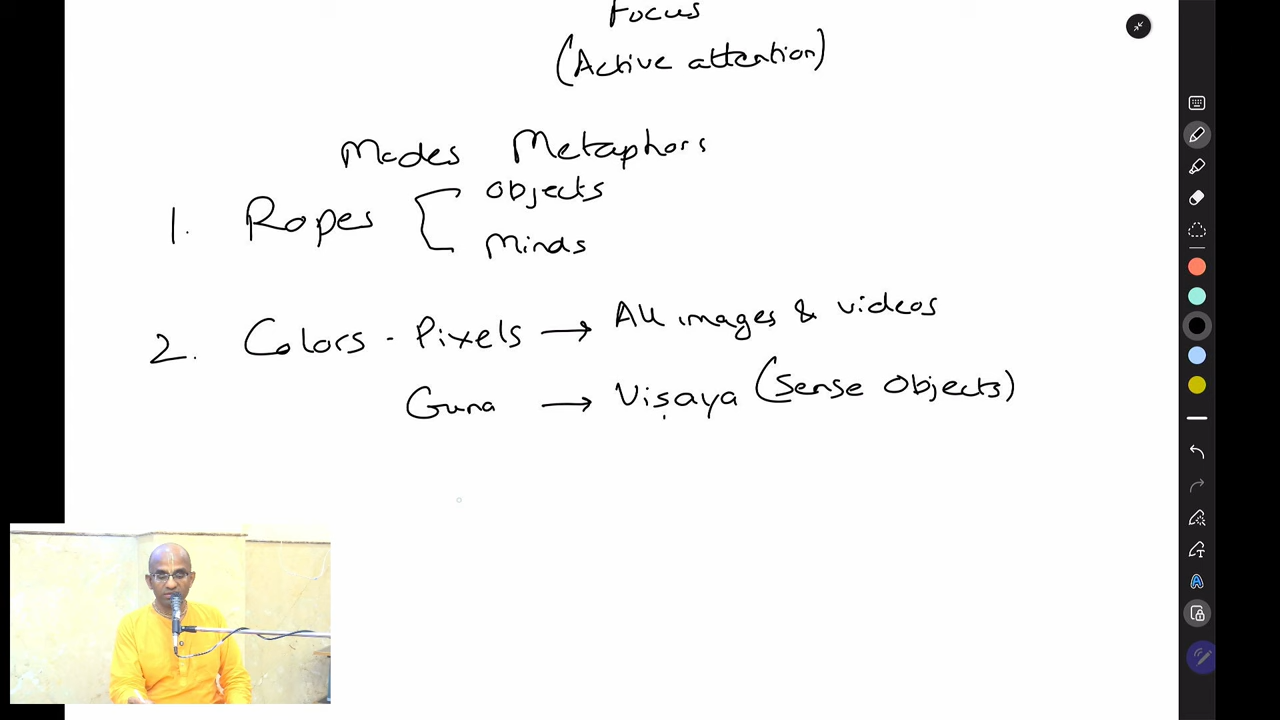 Focus
(Active attention)
Modes Metaphors
1. Ropes { Objects
Minds
2. Colors - Pixels → All images & videos
Guna → Viṣaya (Sense Objects)